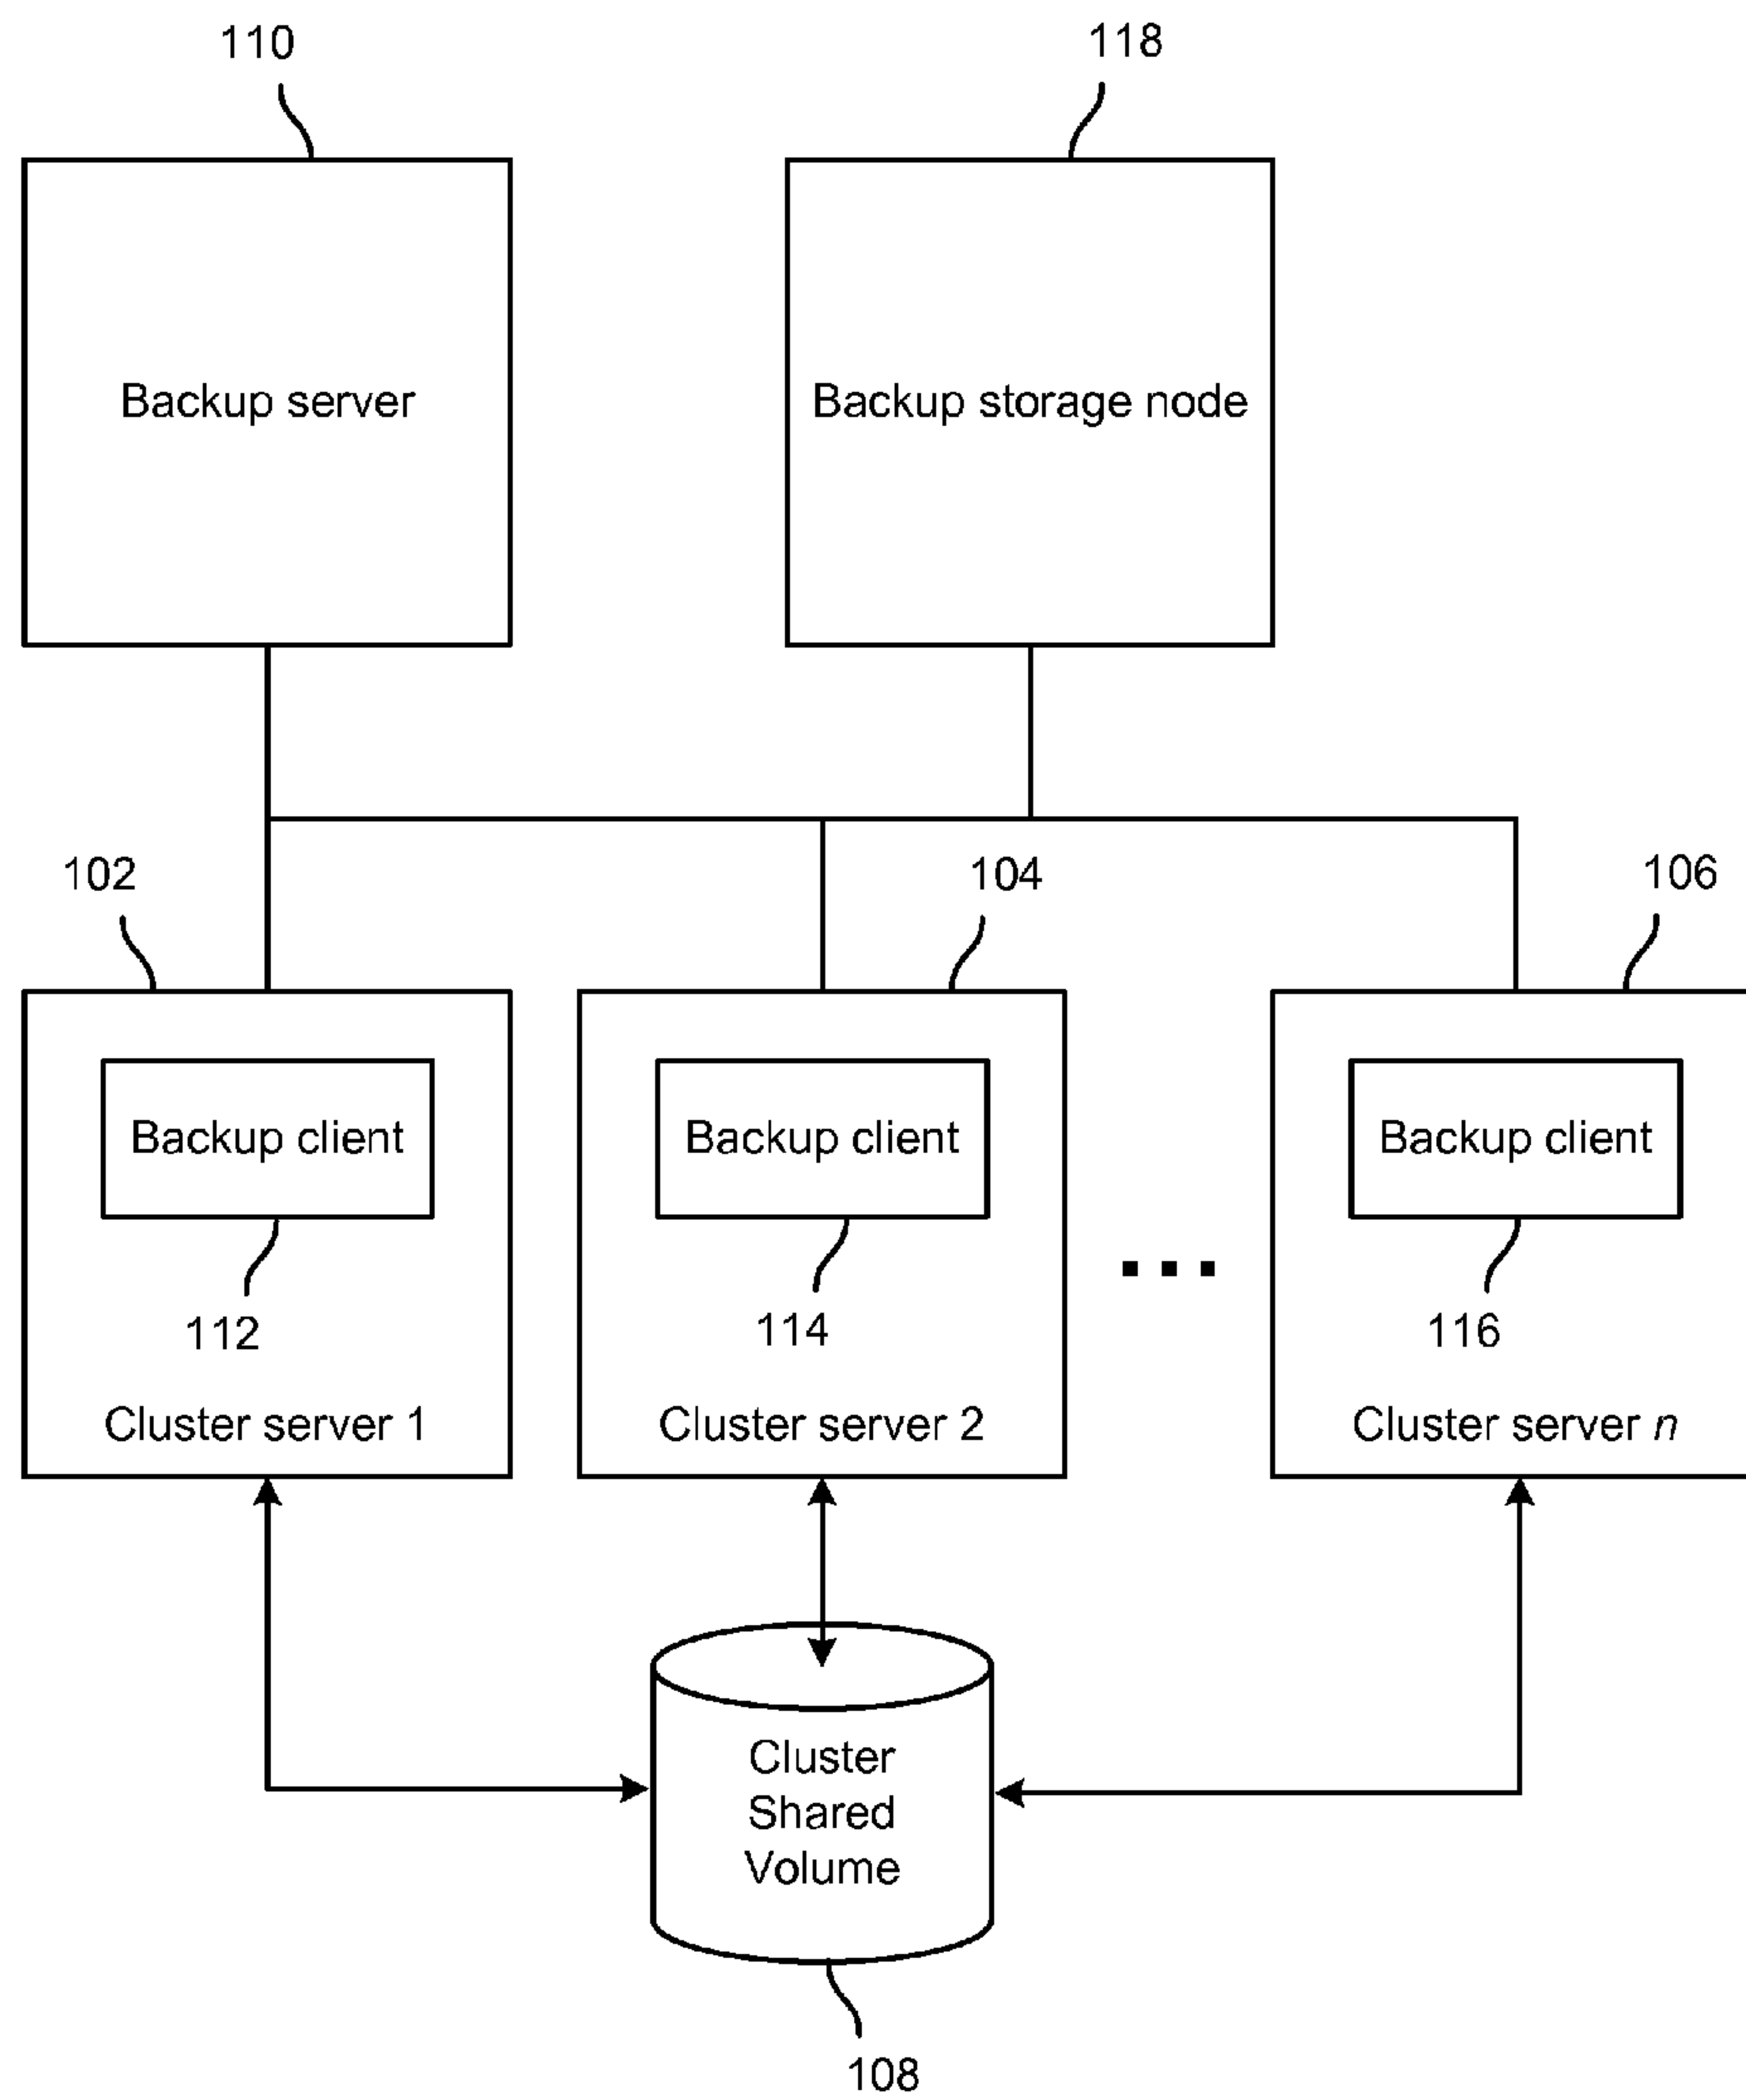 110
118
Backup server
Backup storage node
102
104
106
Backup client
Backup client
Backup client
112
114
116
Cluster server 1
Cluster server 2
Cluster server n
Cluster
Shared
Volume
108